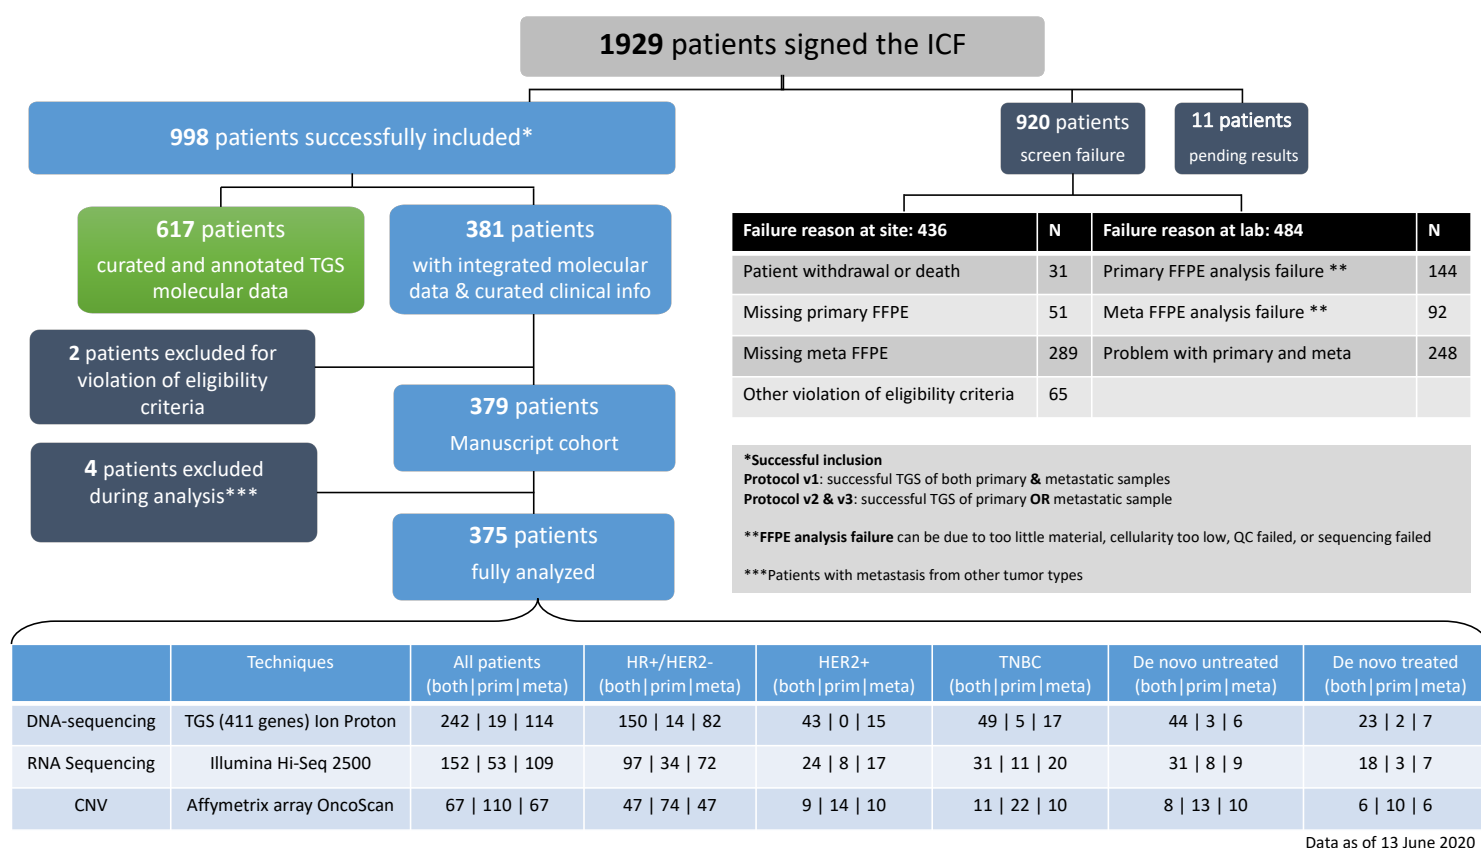 1929 patients signed the ICF
998 patients successfully included*
920 patients
screen failure
11 patients
pending results
617 patients
curated and annotated TGS
molecular data
381 patients
with integrated molecular
data & curated clinical info
2 patients excluded for
violation of eligibility
criteria
379 patients
Manuscript cohort
4 patients excluded
during analysis***
375 patients
fully analyzed
Failure reason at site: 436 N Failure reason at lab: 484 N
Patient withdrawal or death 31 Primary FFPE analysis failure ** 144
Missing primary FFPE 51 Meta FFPE analysis failure ** 92
Missing meta FFPE 289 Problem with primary and meta 248
Other violation of eligibility criteria 65
*Successful inclusion
Protocol v1: successful TGS of both primary & metastatic samples
Protocol v2 & v3: successful TGS of primary OR metastatic sample
**FFPE analysis failure can be due to too little material, cellularity too low, QC failed, or sequencing failed
***Patients with metastasis from other tumor types
Techniques All patients HR+/HER2- HER2+ TNBC De novo untreated De novo treated
(both|prim|meta) (both|prim|meta) (both|prim|meta) (both|prim|meta) (both|prim|meta) (both|prim|meta)
DNA-sequencing TGS (411 genes) Ion Proton 242 | 19 | 114 150 | 14 | 82 43 | 0 | 15 49 | 5 | 17 44 | 3 | 6 23 | 2 | 7
RNA Sequencing Illumina Hi-Seq 2500 152 | 53 | 109 97 | 34 | 72 24 | 8 | 17 31 | 11 | 20 31 | 8 | 9 18 | 3 | 7
CNV Affymetrix array OncoScan 67 | 110 | 67 47 | 74 | 47 9 | 14 | 10 11 | 22 | 10 8 | 13 | 10 6 | 10 | 6
Data as of 13 June 2020